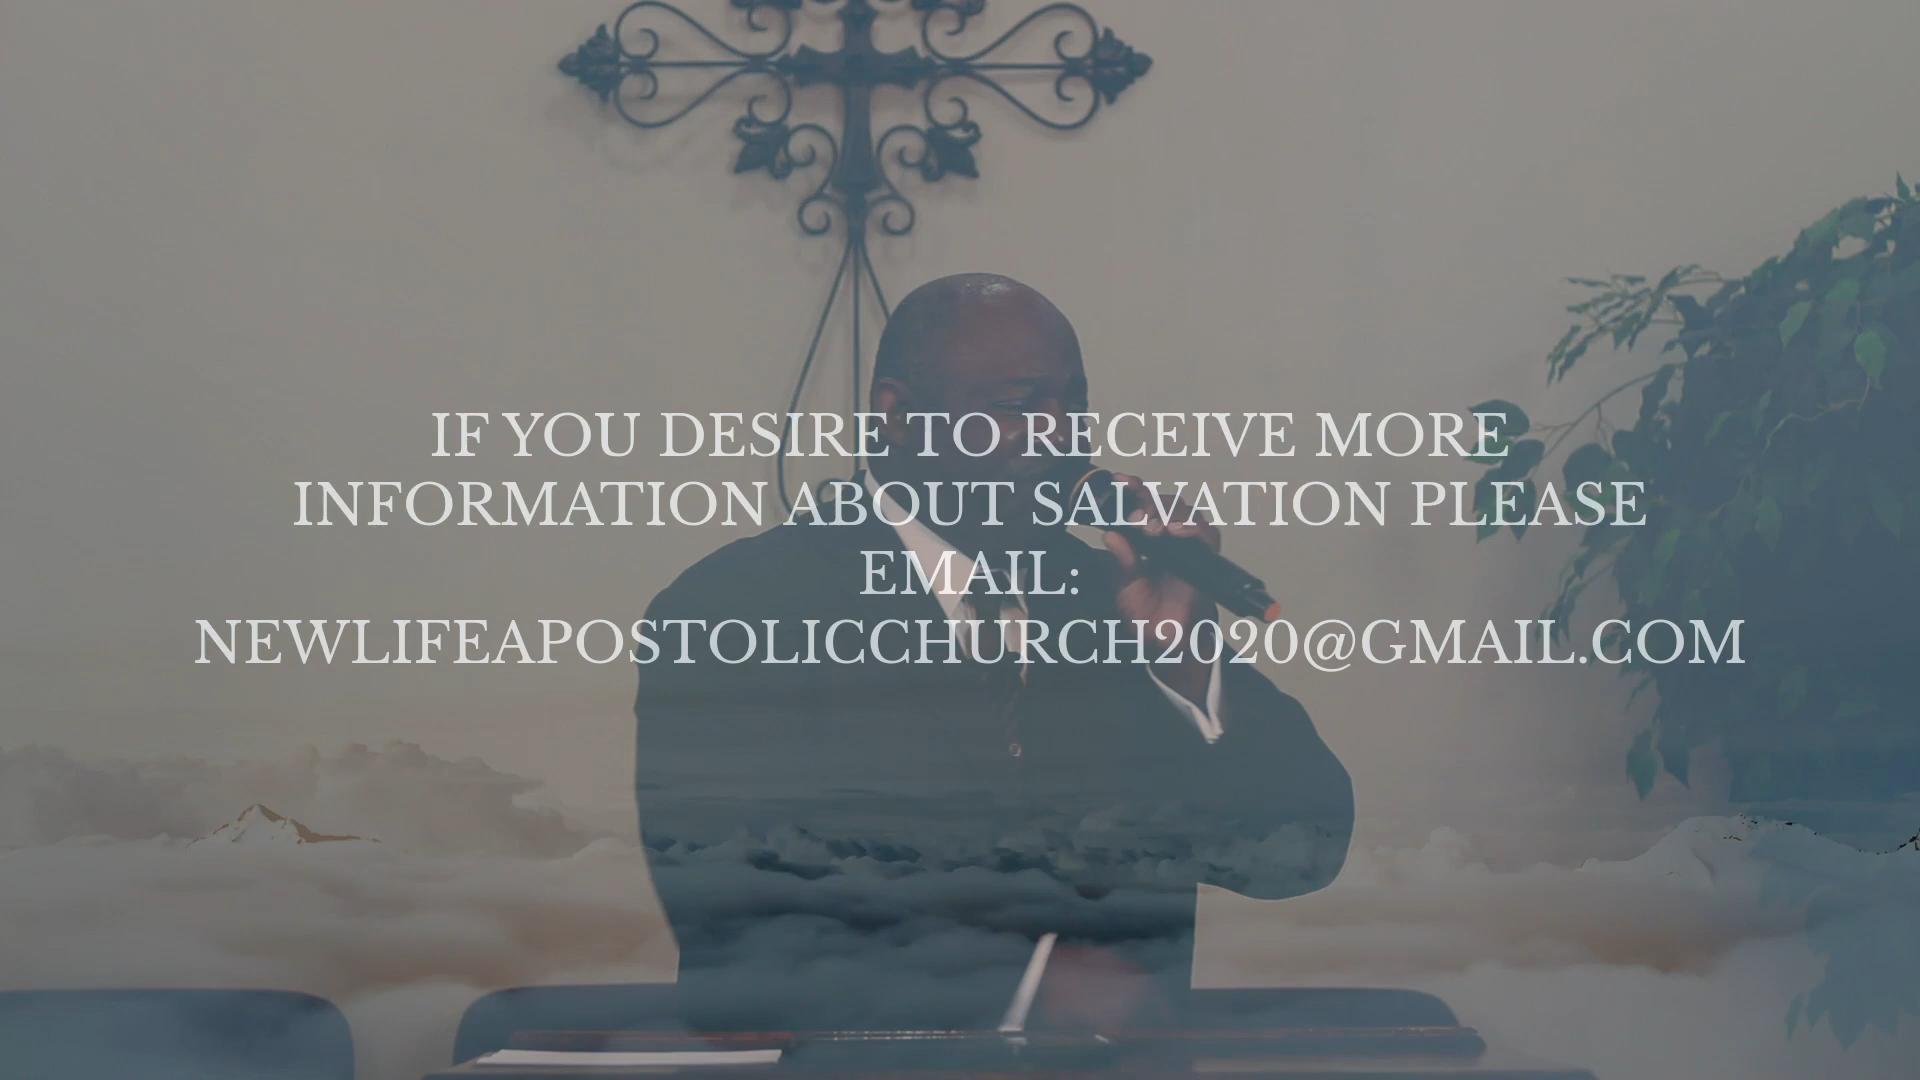 IF YOU DESIRE TO RECEIVE MORE
INFORMATION ABOUT SALVATION PLEASE
EMAIL:
NEWLIFEAPOSTOLICCHURCH2020@GMAIL.COM